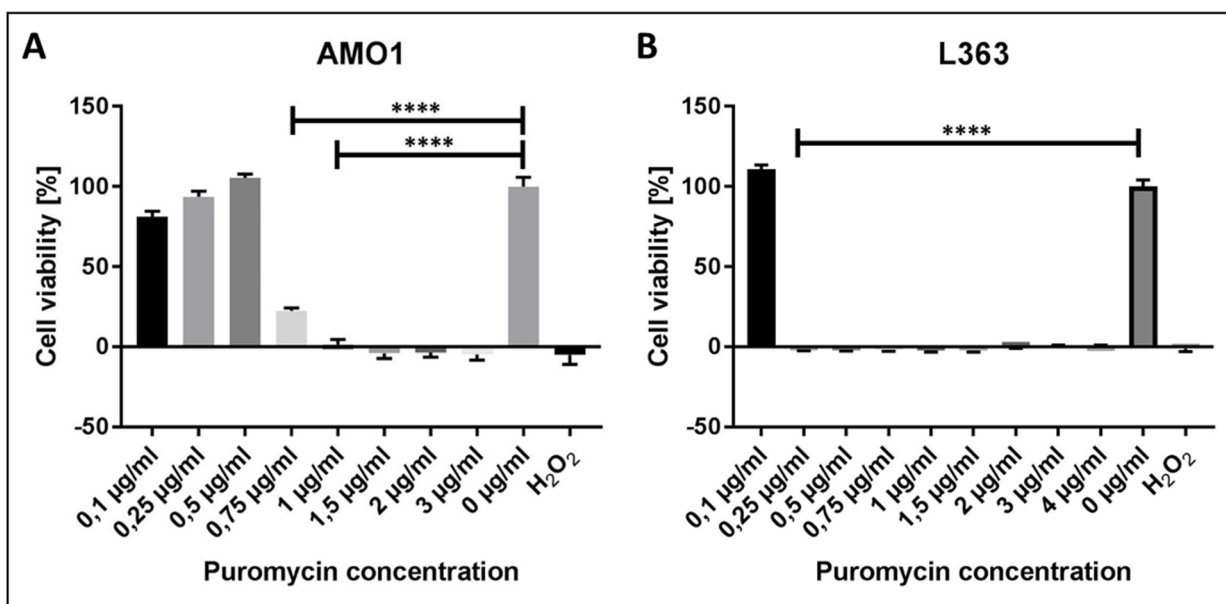 A
AMO1
Cell viability [%]
150
100
50
0
-50
****
****
0,1 µg/ml
0,25 µg/ml
0,5 µg/ml
0,75 µg/ml
1 µg/ml
1,5 µg/ml
2 µg/ml
3 µg/ml
0 µg/ml
H₂O₂
Puromycin concentration
B
L363
Cell viability [%]
150
100
50
0
-50
****
0,1 µg/ml
0,25 µg/ml
0,5 µg/ml
0,75 µg/ml
1 µg/ml
1,5 µg/ml
2 µg/ml
3 µg/ml
4 µg/ml
0 µg/ml
H₂O₂
Puromycin concentration